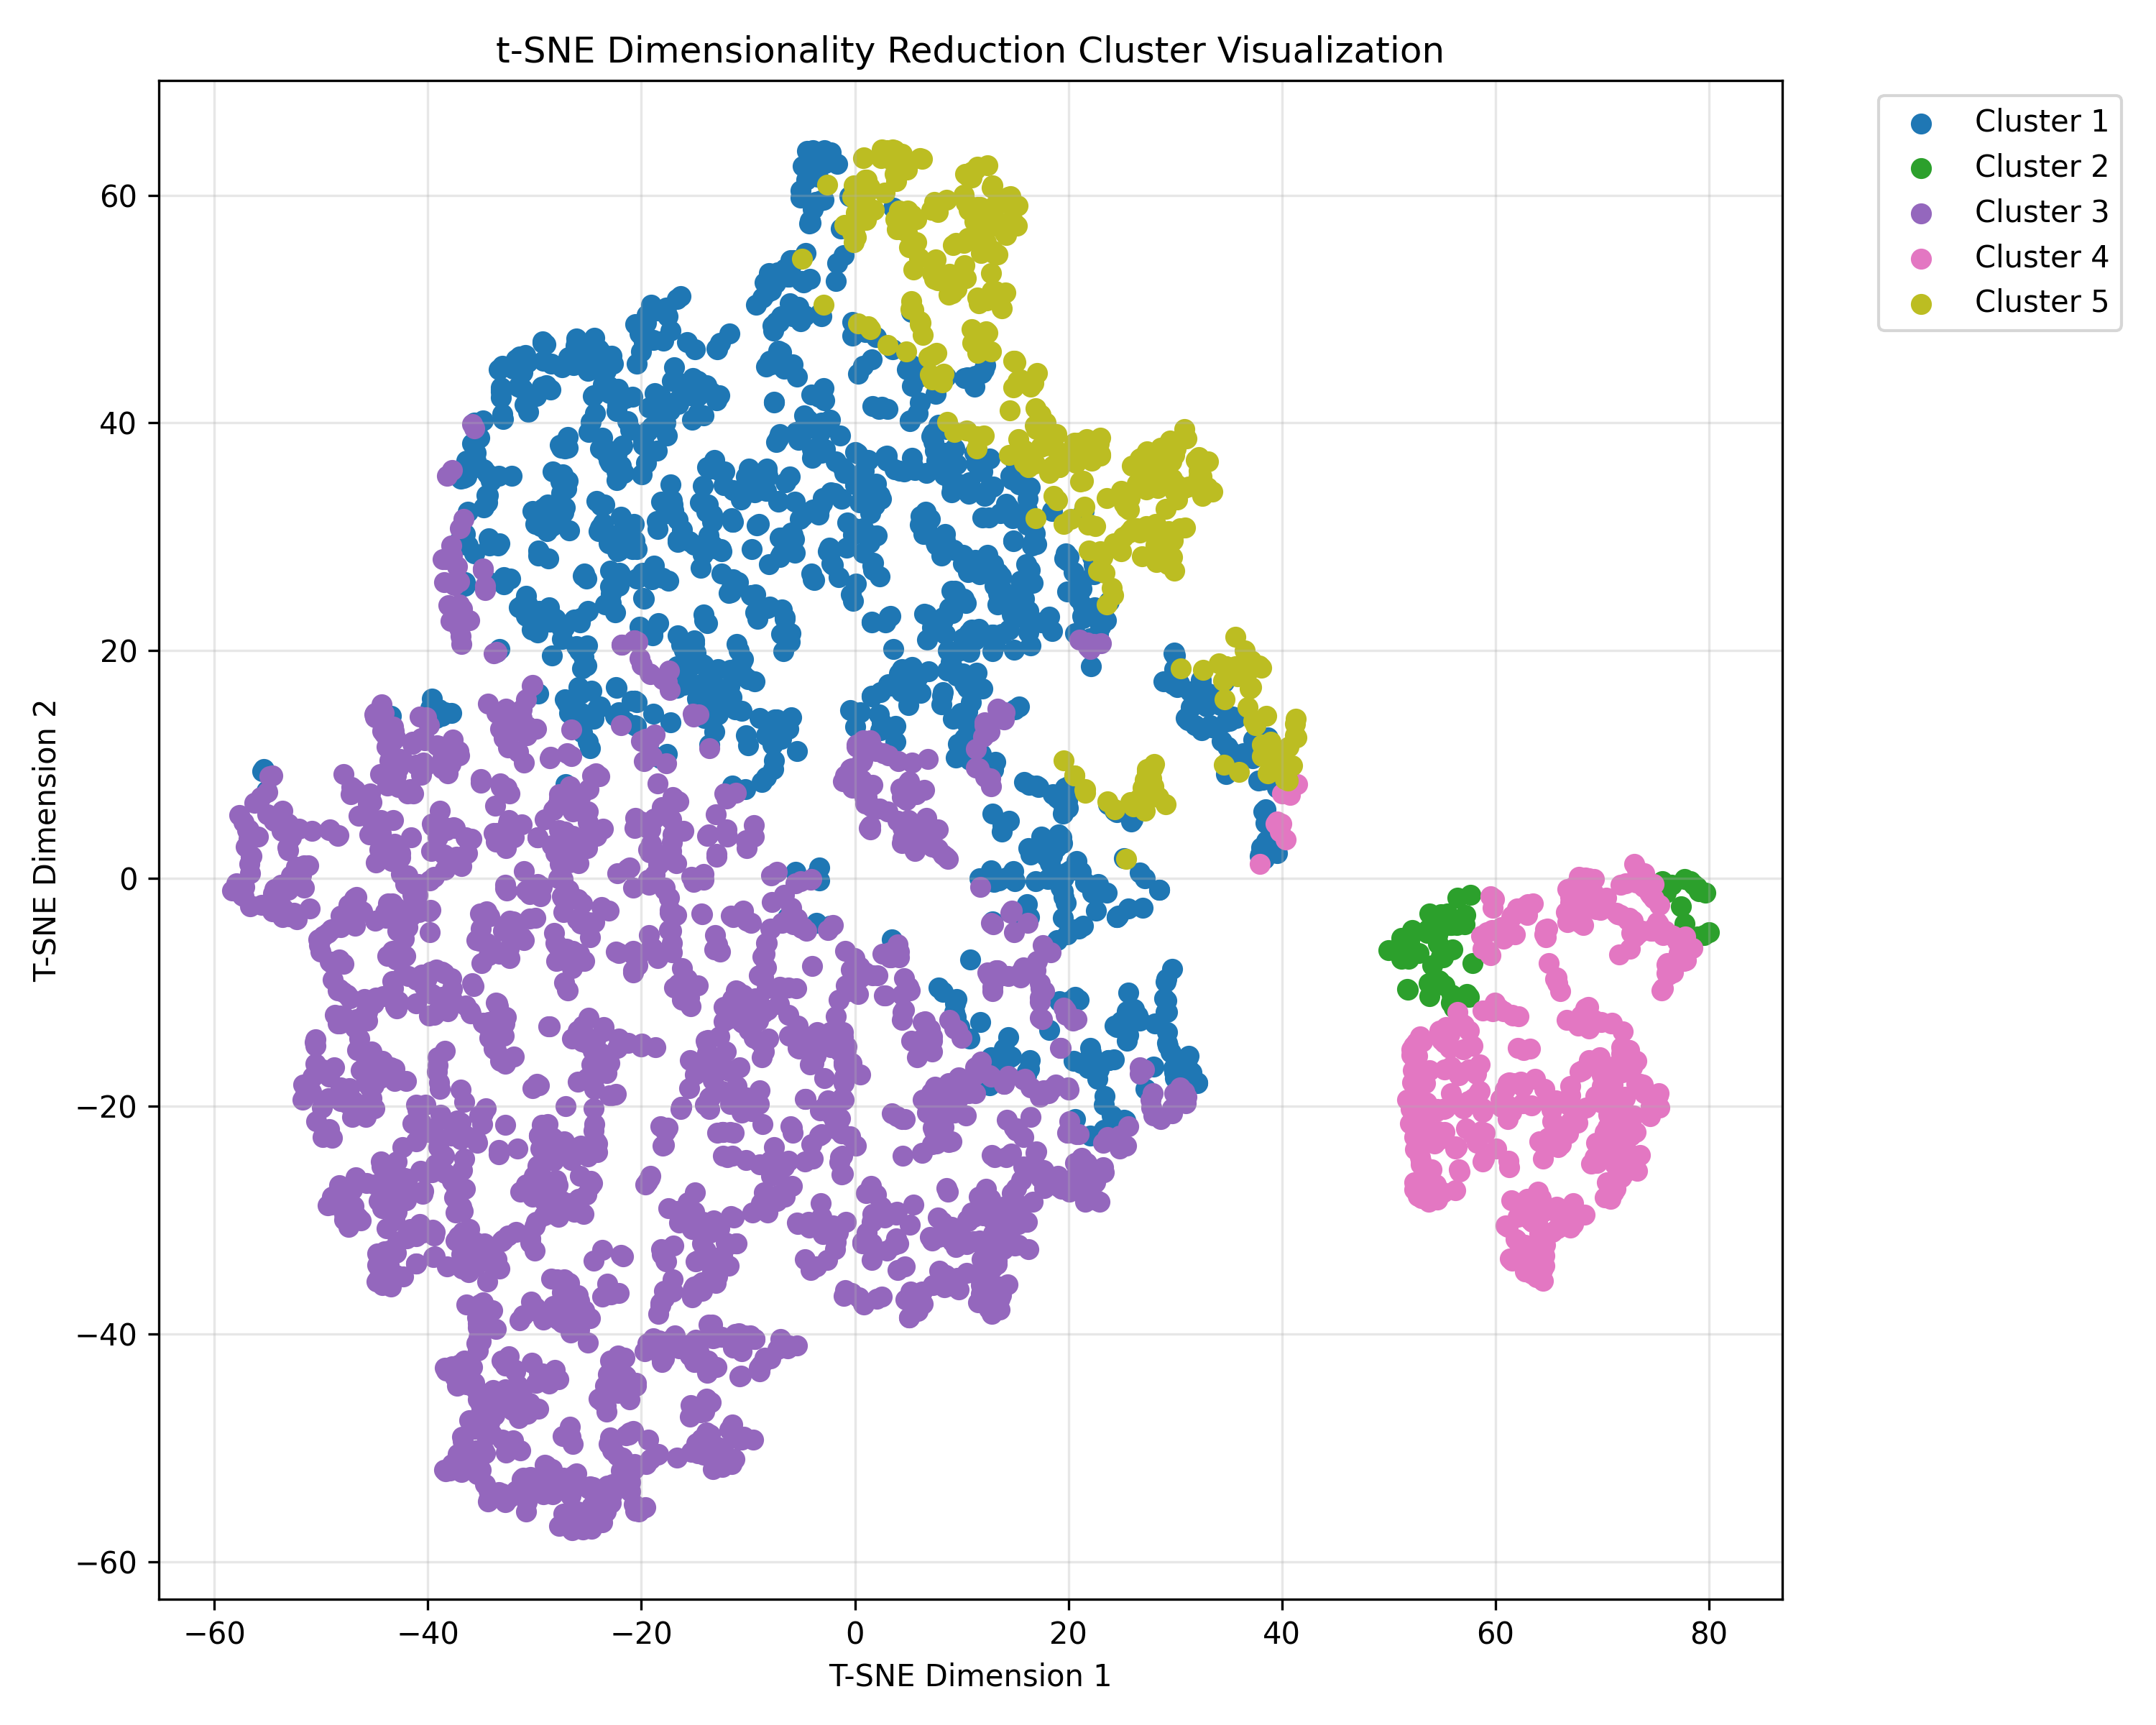 t-SNE Dimensionality Reduction Cluster Visualization
Cluster 1
Cluster 2
Cluster 3
Cluster 4
Cluster 5
T-SNE Dimension 2
60
40
20
0
−20
−40
−60
−60 −40 −20 0 20 40 60 80
T-SNE Dimension 1